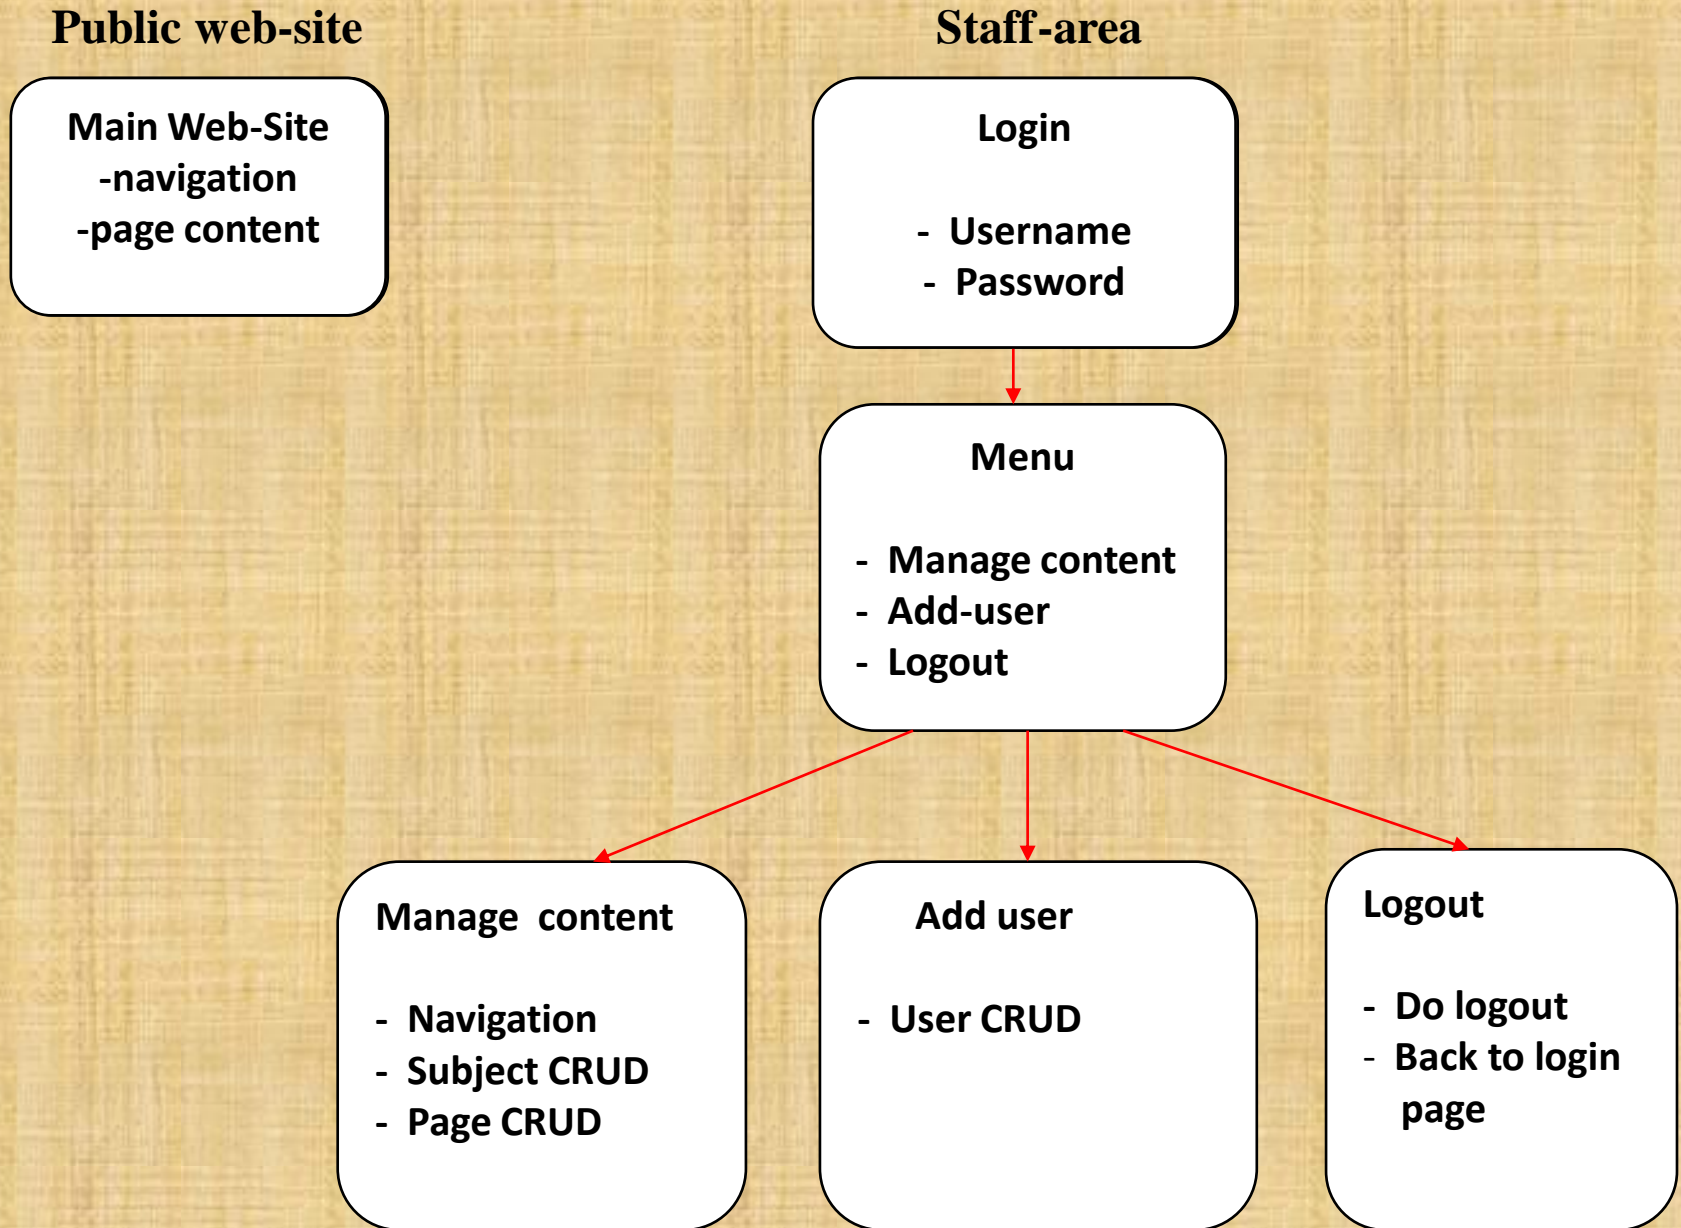 Public web-site
Staff-area
Main Web-Site
-navigation
-page content
Login
- Username
- Password
Menu
- Manage content
- Add-user
- Logout
Manage content
- Navigation
- Subject CRUD
- Page CRUD
Add user
- User CRUD
Logout
- Do logout
- Back to login
page